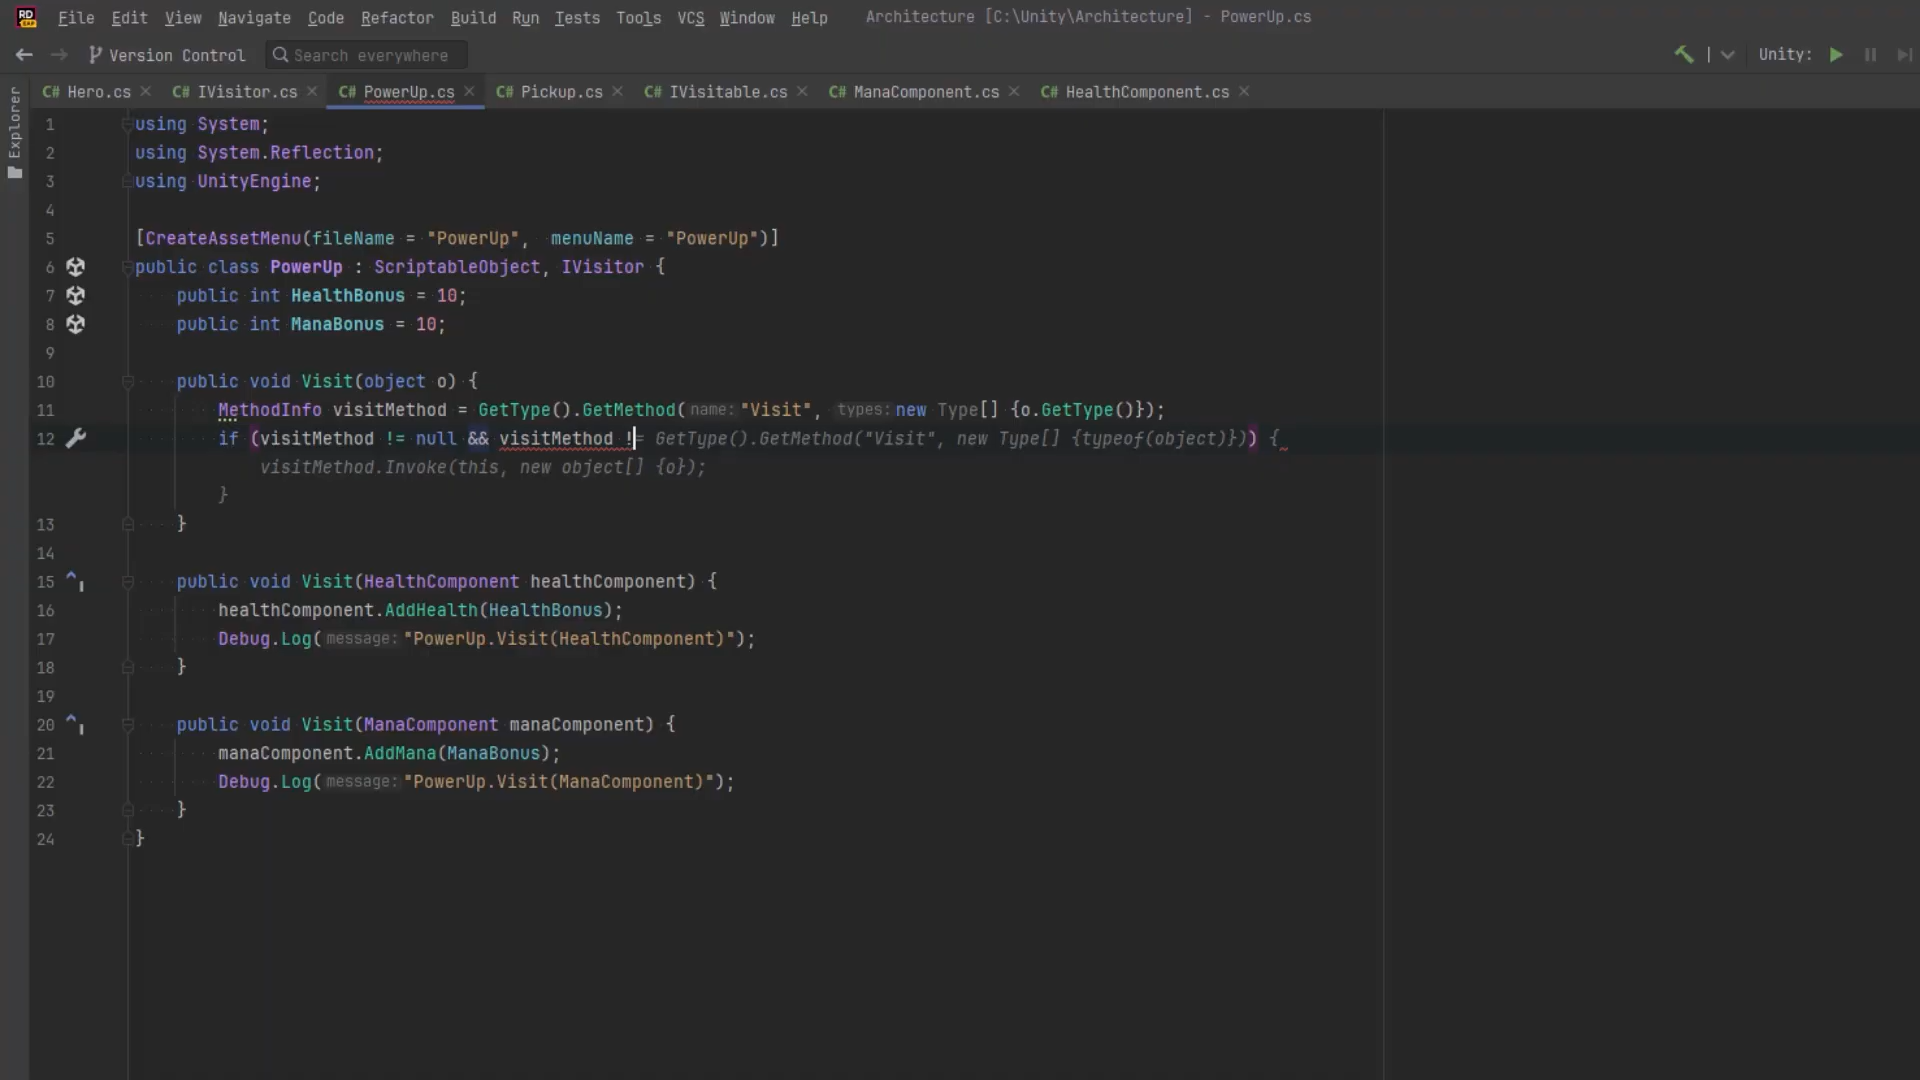 RD
EAP
File Edit View Navigate Code Refactor Build Run Tests Tools VCS Window Help Architecture [C:\Unity\Architecture] - PowerUp.cs
Version Control Search everywhere Unity:
Explorer
C# Hero.cs C# IVisitor.cs C# PowerUp.cs C# Pickup.cs C# IVisitable.cs C# ManaComponent.cs C# HealthComponent.cs
1 using System;
2 using System.Reflection;
3 using UnityEngine;
4
5 [CreateAssetMenu(fileName = "PowerUp", menuName = "PowerUp")]
6 public class PowerUp : ScriptableObject, IVisitor {
7 public int HealthBonus = 10;
8 public int ManaBonus = 10;
9
10 public void Visit(object o) {
11 MethodInfo visitMethod = GetType().GetMethod(name:"Visit", types:new Type[] {o.GetType()});
12 if (visitMethod != null && visitMethod != GetType().GetMethod("Visit", new Type[] {typeof(object)})) {
visitMethod.Invoke(this, new object[] {o});
}
13 }
14
15 public void Visit(HealthComponent healthComponent) {
16 healthComponent.AddHealth(HealthBonus);
17 Debug.Log(message:"PowerUp.Visit(HealthComponent)");
18 }
19
20 public void Visit(ManaComponent manaComponent) {
21 manaComponent.AddMana(ManaBonus);
22 Debug.Log(message:"PowerUp.Visit(ManaComponent)");
23 }
24 }